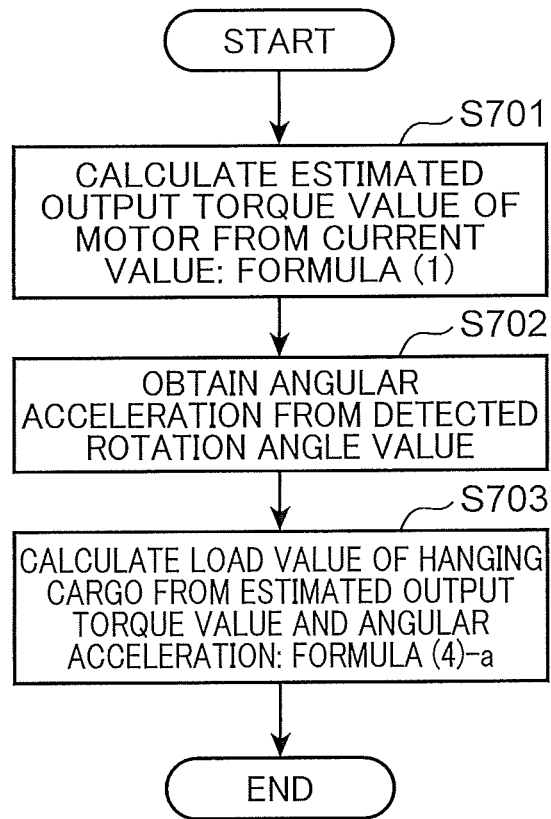 START
S701
CALCULATE ESTIMATED
OUTPUT TORQUE VALUE OF
MOTOR FROM CURRENT
VALUE: FORMULA (1)
S702
OBTAIN ANGULAR
ACCELERATION FROM DETECTED
ROTATION ANGLE VALUE
S703
CALCULATE LOAD VALUE OF HANGING
CARGO FROM ESTIMATED OUTPUT
TORQUE VALUE AND ANGULAR
ACCELERATION: FORMULA (4)-a
END